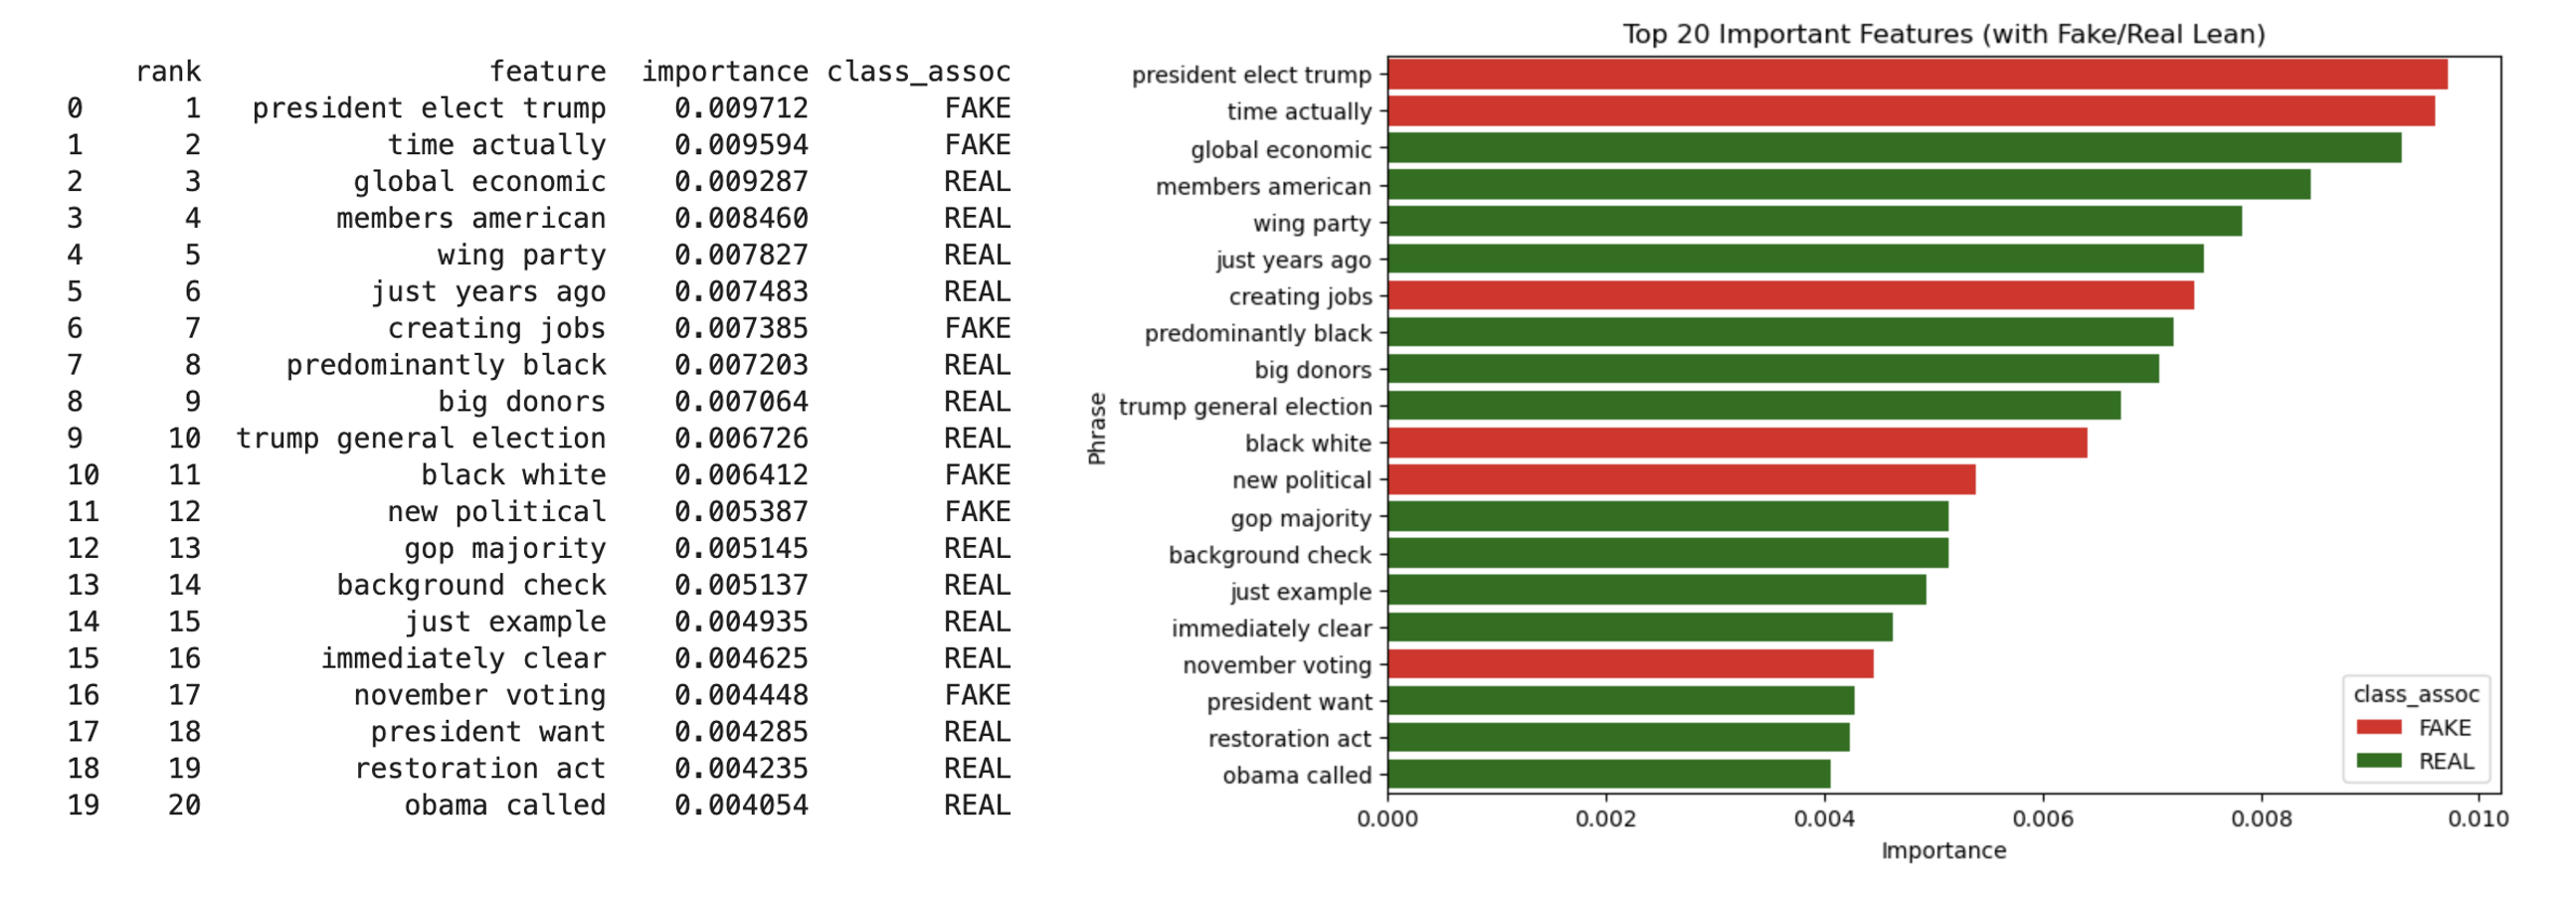 rank feature importance class_assoc
0 1 president elect trump 0.009712 FAKE
1 2 time actually 0.009594 FAKE
2 3 global economic 0.009287 REAL
3 4 members american 0.008460 REAL
4 5 wing party 0.007827 REAL
5 6 just years ago 0.007483 REAL
6 7 creating jobs 0.007385 FAKE
7 8 predominantly black 0.007203 REAL
8 9 big donors 0.007064 REAL
9 10 trump general election 0.006726 REAL
10 11 black white 0.006412 FAKE
11 12 new political 0.005387 FAKE
12 13 gop majority 0.005145 REAL
13 14 background check 0.005137 REAL
14 15 just example 0.004935 REAL
15 16 immediately clear 0.004625 REAL
16 17 november voting 0.004448 FAKE
17 18 president want 0.004285 REAL
18 19 restoration act 0.004235 REAL
19 20 obama called 0.004054 REAL
Top 20 Important Features (with Fake/Real Lean)
Phrase
president elect trump
time actually
global economic
members american
wing party
just years ago
creating jobs
predominantly black
big donors
trump general election
black white
new political
gop majority
background check
just example
immediately clear
november voting
president want
restoration act
obama called
class_assoc
FAKE
REAL
0.000 0.002 0.004 0.006 0.008 0.010
Importance